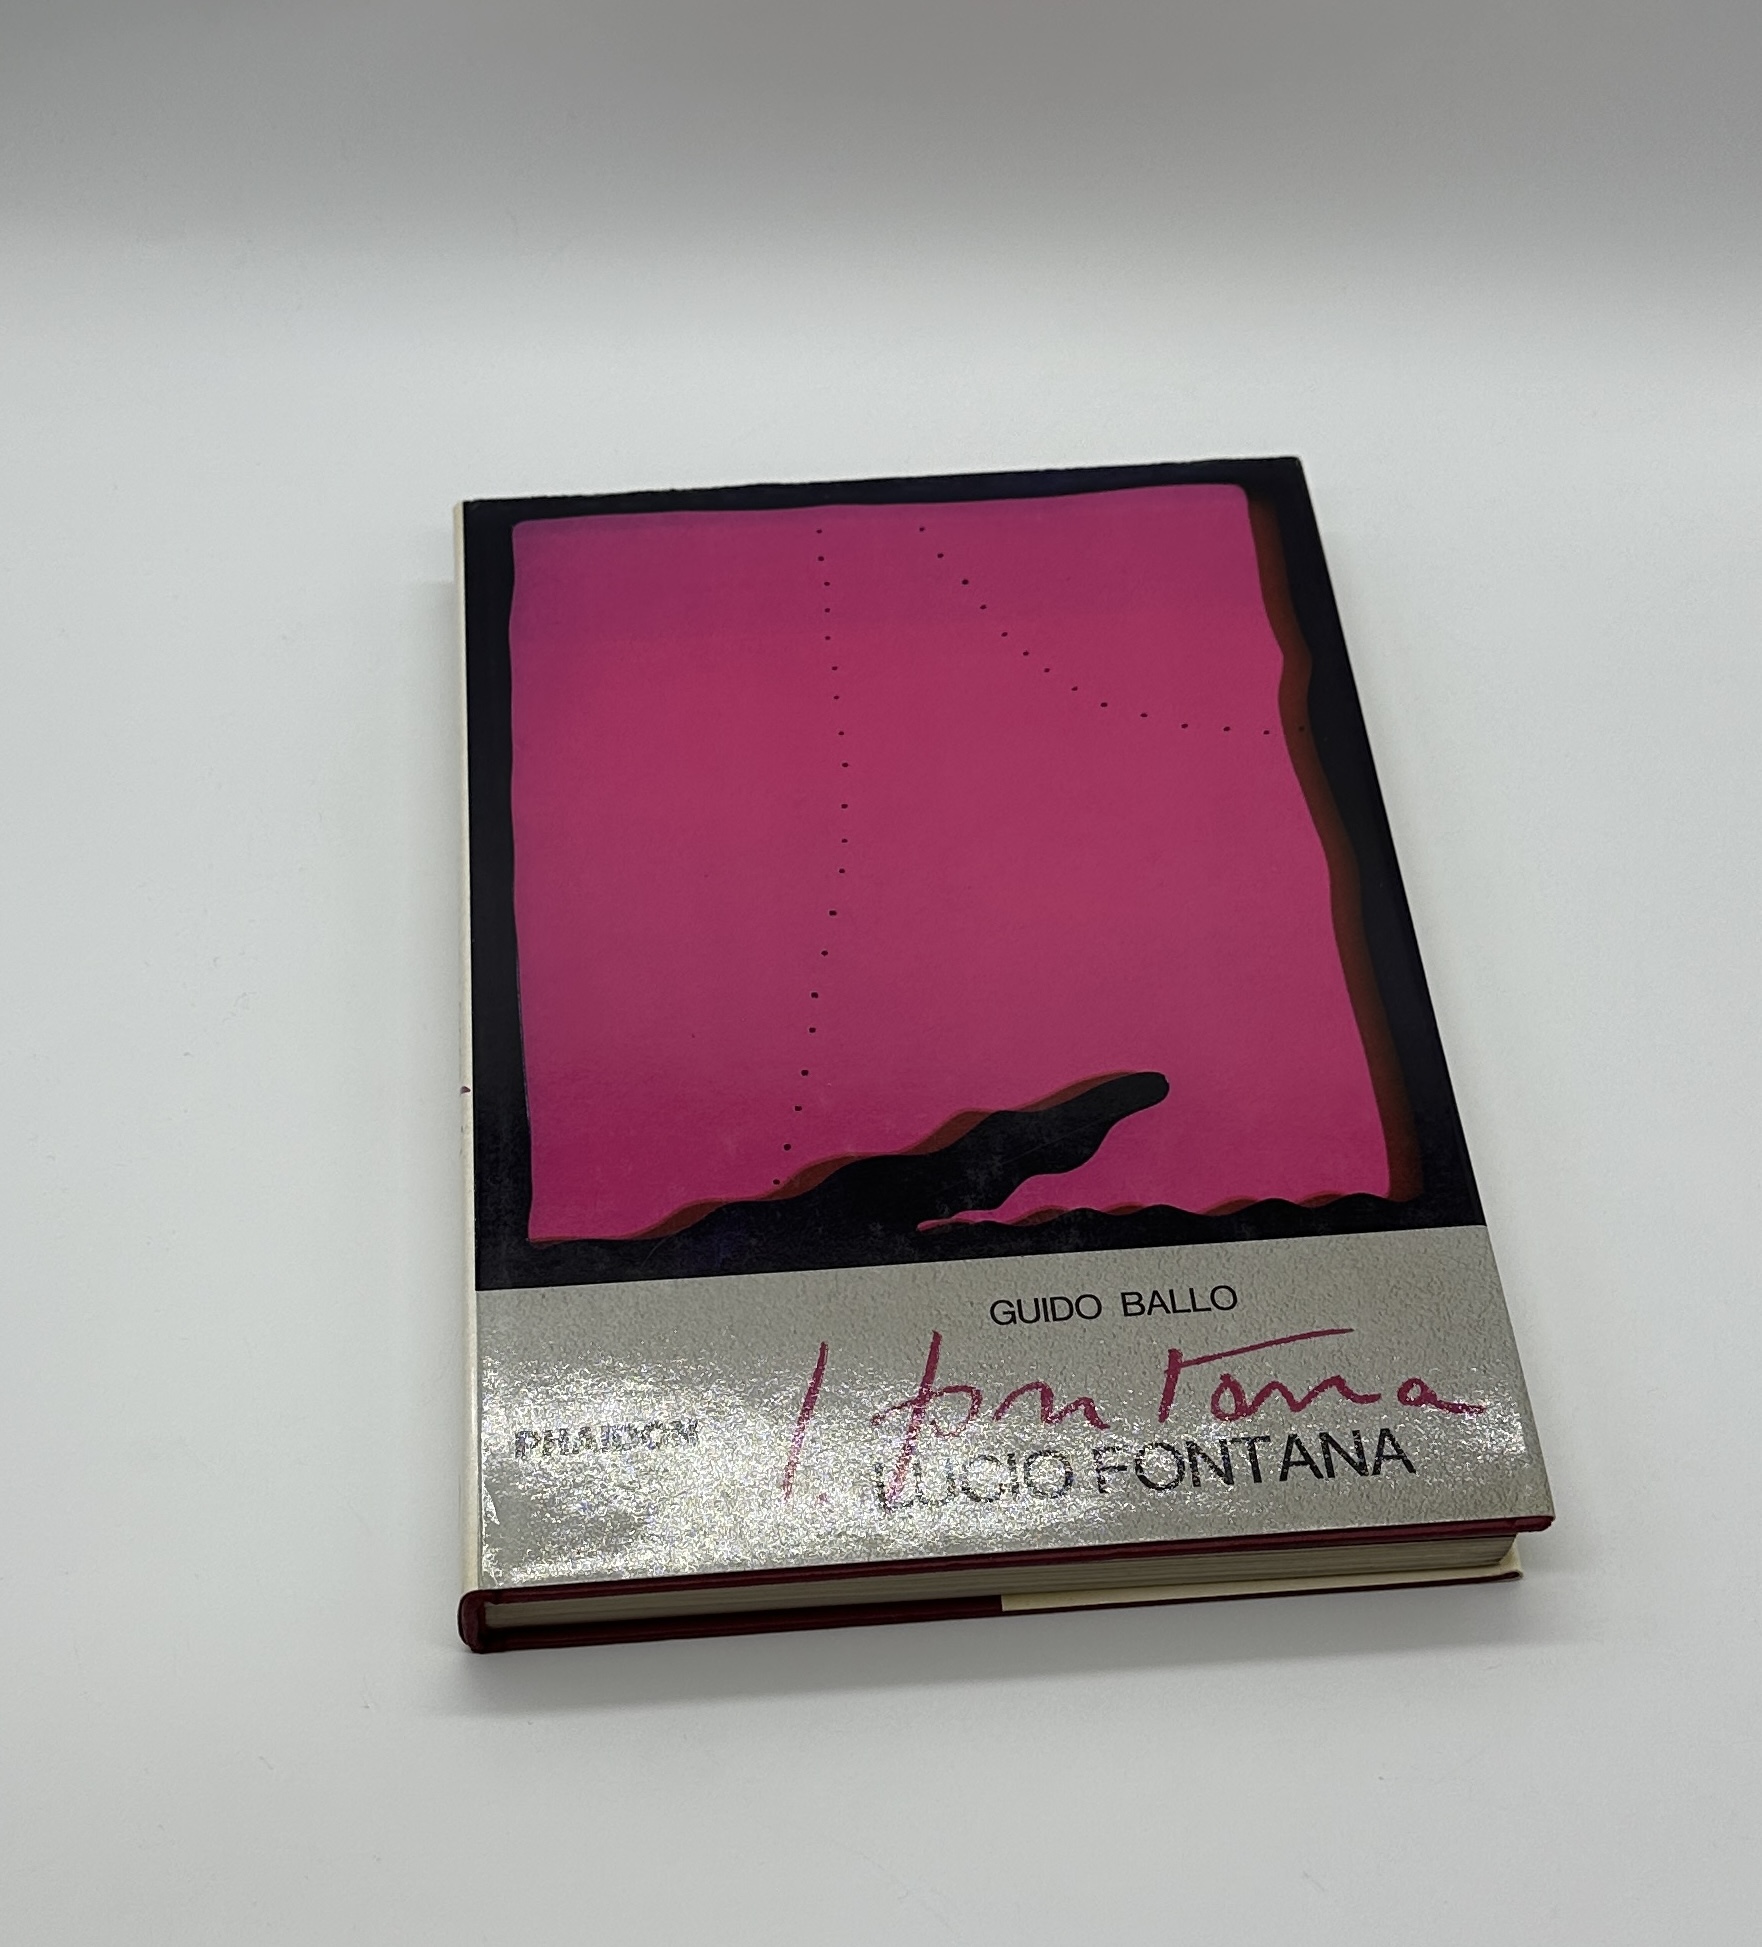 GUIDO BALLO
l. fontana
PHAIDON
LUCIO FONTANA